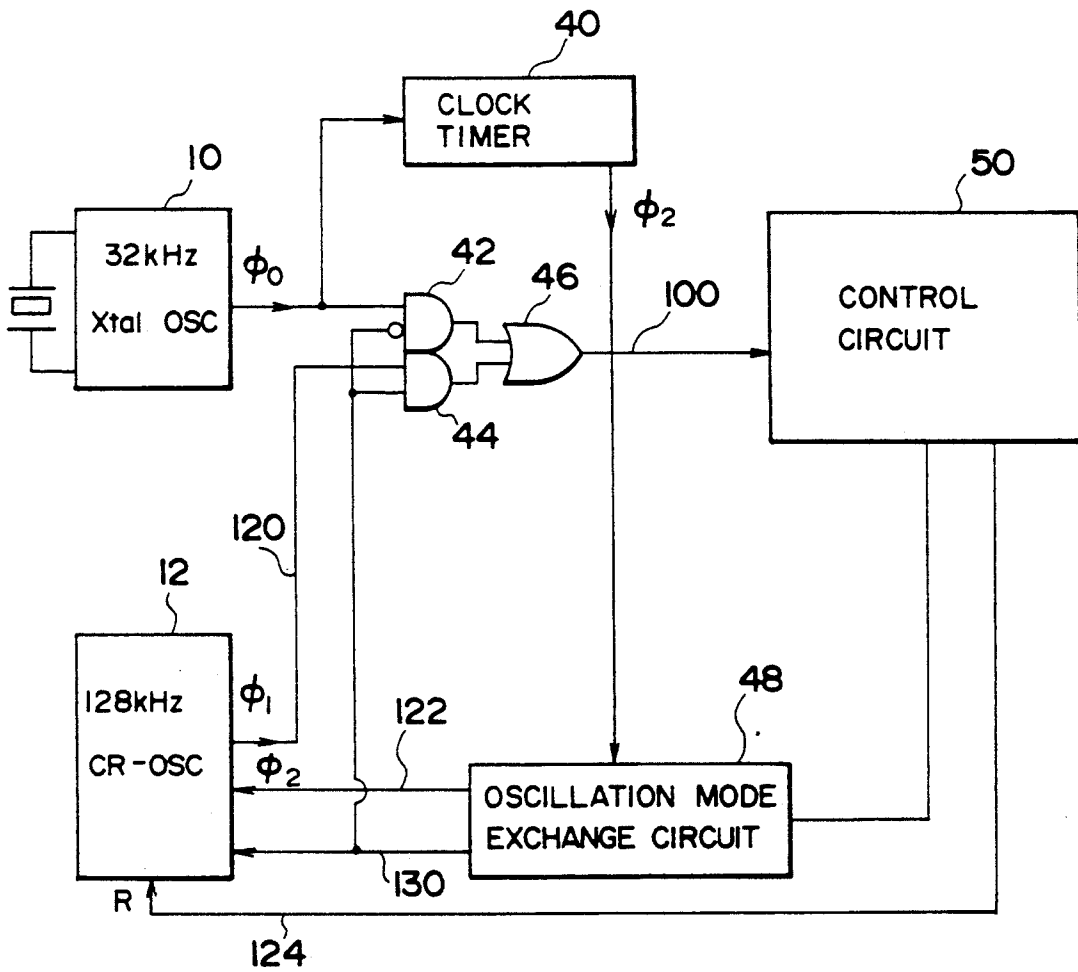 40
CLOCK
TIMER
10
50
32kHz
Xtal OSC
ϕ0
ϕ2
42
46
100
CONTROL
CIRCUIT
44
120
12
128kHz
CR-OSC
ϕ1
ϕ2
122
48
OSCILLATION MODE
EXCHANGE CIRCUIT
130
R
124